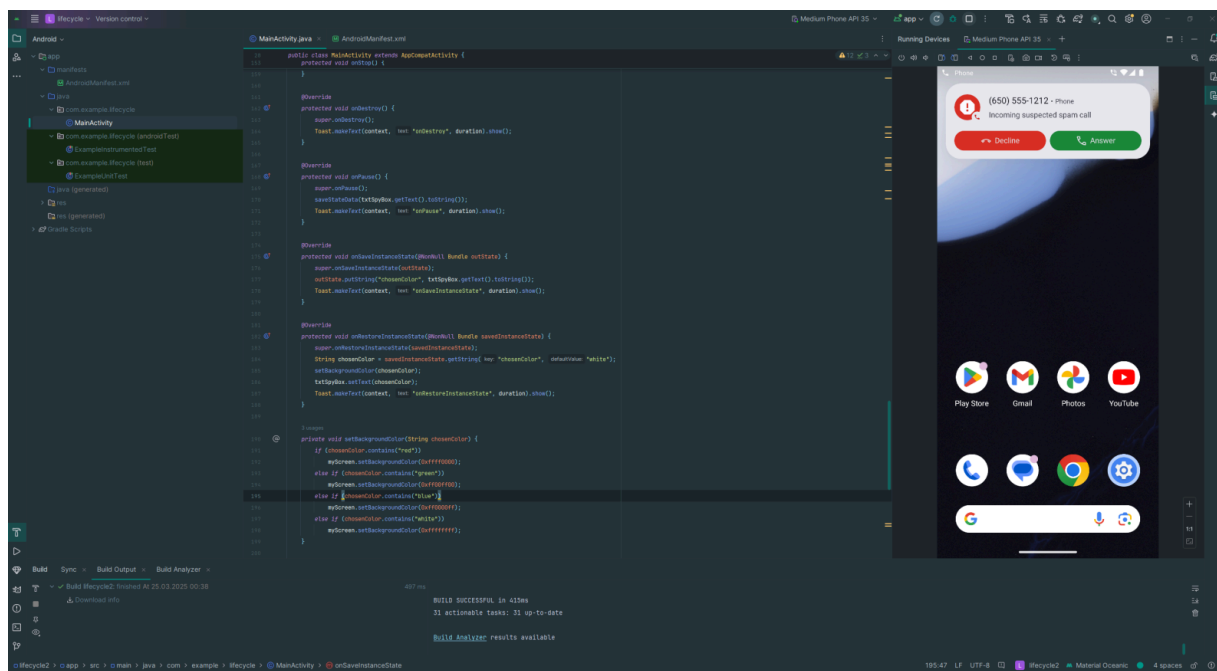 lifecycle
Version control
Medium Phone API 35
app
Android
MainActivity.java
AndroidManifest.xml
Running Devices
Medium Phone API 35
app
manifests
AndroidManifest.xml
java
com.example.lifecycle
MainActivity
com.example.lifecycle (androidTest)
ExampleInstrumentedTest
com.example.lifecycle (test)
ExampleUnitTest
java (generated)
res
res (generated)
Gradle Scripts
public class MainActivity extends AppCompatActivity {
protected void onStop() {
}
@Override
protected void onDestroy() {
super.onDestroy();
Toast.makeText(context, text: "onDestroy", duration).show();
}
@Override
protected void onPause() {
super.onPause();
saveStateData(txtSpyBox.getText().toString());
Toast.makeText(context, text: "onPause", duration).show();
}
@Override
protected void onSaveInstanceState(@NonNull Bundle outState) {
super.onSaveInstanceState(outState);
outState.putString("chosenColor", txtSpyBox.getText().toString());
Toast.makeText(context, text: "onSaveInstanceState", duration).show();
}
@Override
protected void onRestoreInstanceState(@NonNull Bundle savedInstanceState) {
super.onRestoreInstanceState(savedInstanceState);
String chosenColor = savedInstanceState.getString( key: "chosenColor", defaultValue: "white");
setBackgroundColor(chosenColor);
txtSpyBox.setText(chosenColor);
Toast.makeText(context, text: "onRestoreInstanceState", duration).show();
}
private void setBackgroundColor(String chosenColor) {
if (chosenColor.contains("red"))
myScreen.setBackgroundColor(0xffff0000);
else if (chosenColor.contains("green"))
myScreen.setBackgroundColor(0xff00ff00);
else if (chosenColor.contains("blue"))
myScreen.setBackgroundColor(0xff0000ff);
else if (chosenColor.contains("white"))
myScreen.setBackgroundColor(0xffffffff);
}
Phone
(650) 555-1212 • Phone
Incoming suspected spam call
Decline
Answer
Play Store
Gmail
Photos
YouTube
1:1
Build
Sync
Build Output
Build Analyzer
Build lifecycle2: finished At 25.03.2025 00:38
Download info
BUILD SUCCESSFUL in 415ms
31 actionable tasks: 31 up-to-date
Build Analyzer results available
lifecycle2 > app > src > main > java > com > example > lifecycle > MainActivity > onSaveInstanceState
195:47 LF UTF-8 lifecycle2 Material Oceanic 4 spaces